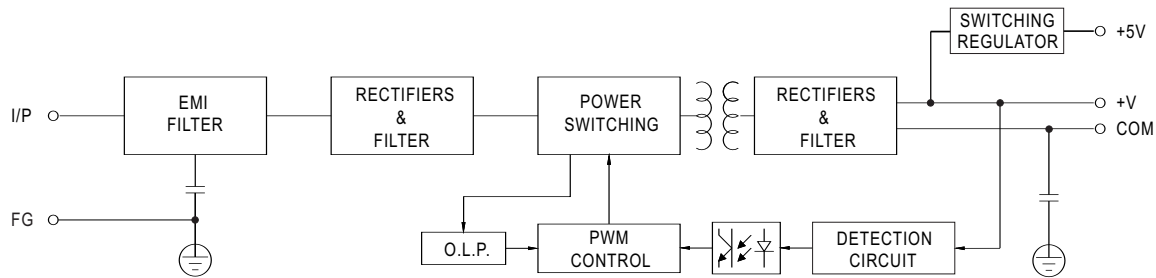 SWITCHING
REGULATOR
+5V
I/P
EMI
FILTER
RECTIFIERS
&
FILTER
POWER
SWITCHING
RECTIFIERS
&
FILTER
+V
COM
FG
O.L.P.
PWM
CONTROL
DETECTION
CIRCUIT